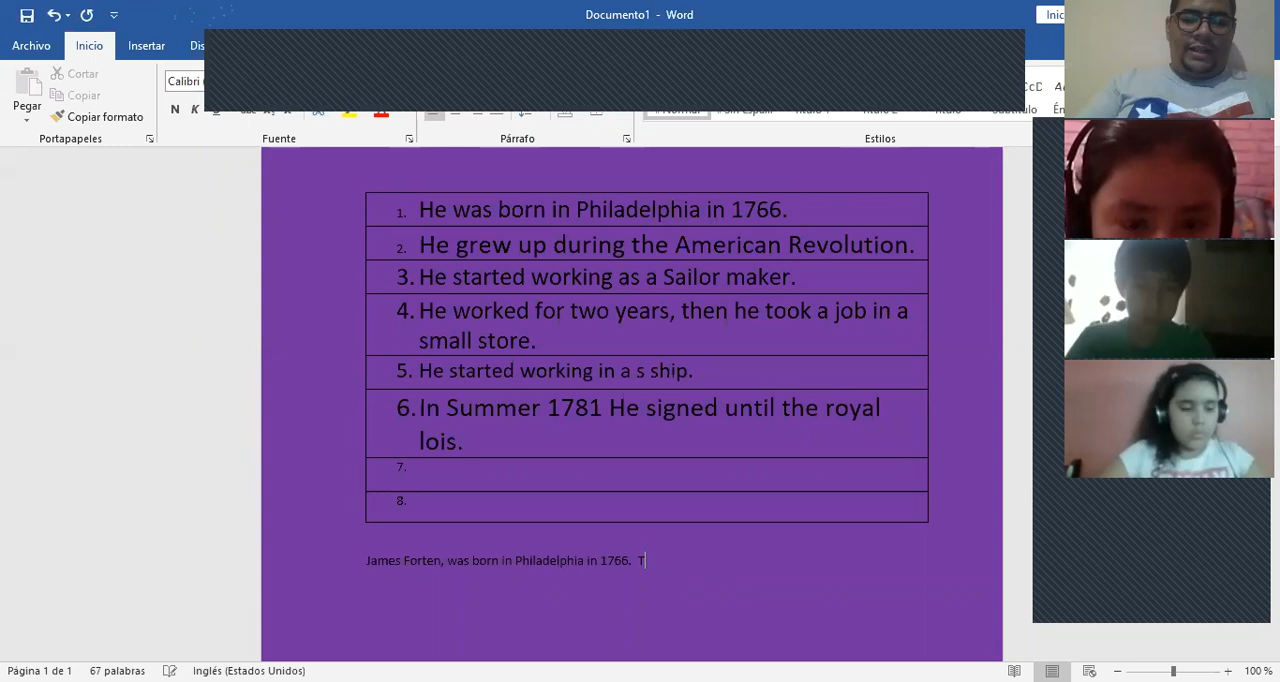 Documento1 - Word
Inic
Archivo Inicio Insertar
Cortar
Copiar
Copiar formato
Pegar
Calibri
N K
Portapapeles Fuente Párrafo Estilos
1. He was born in Philadelphia in 1766.
2. He grew up during the American Revolution.
3. He started working as a Sailor maker.
4. He worked for two years, then he took a job in a
small store.
5. He started working in a s ship.
6. In Summer 1781 He signed until the royal
lois.
7.
8.
James Forten, was born in Philadelphia in 1766. T
Página 1 de 1 67 palabras Inglés (Estados Unidos) 100 %